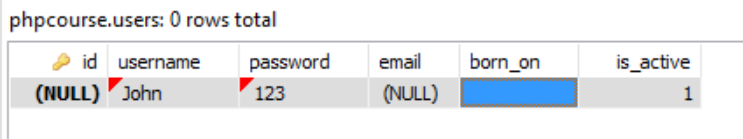 phpcourse.users: 0 rows total
id username password email born_on is_active
(NULL) John 123 (NULL) 1